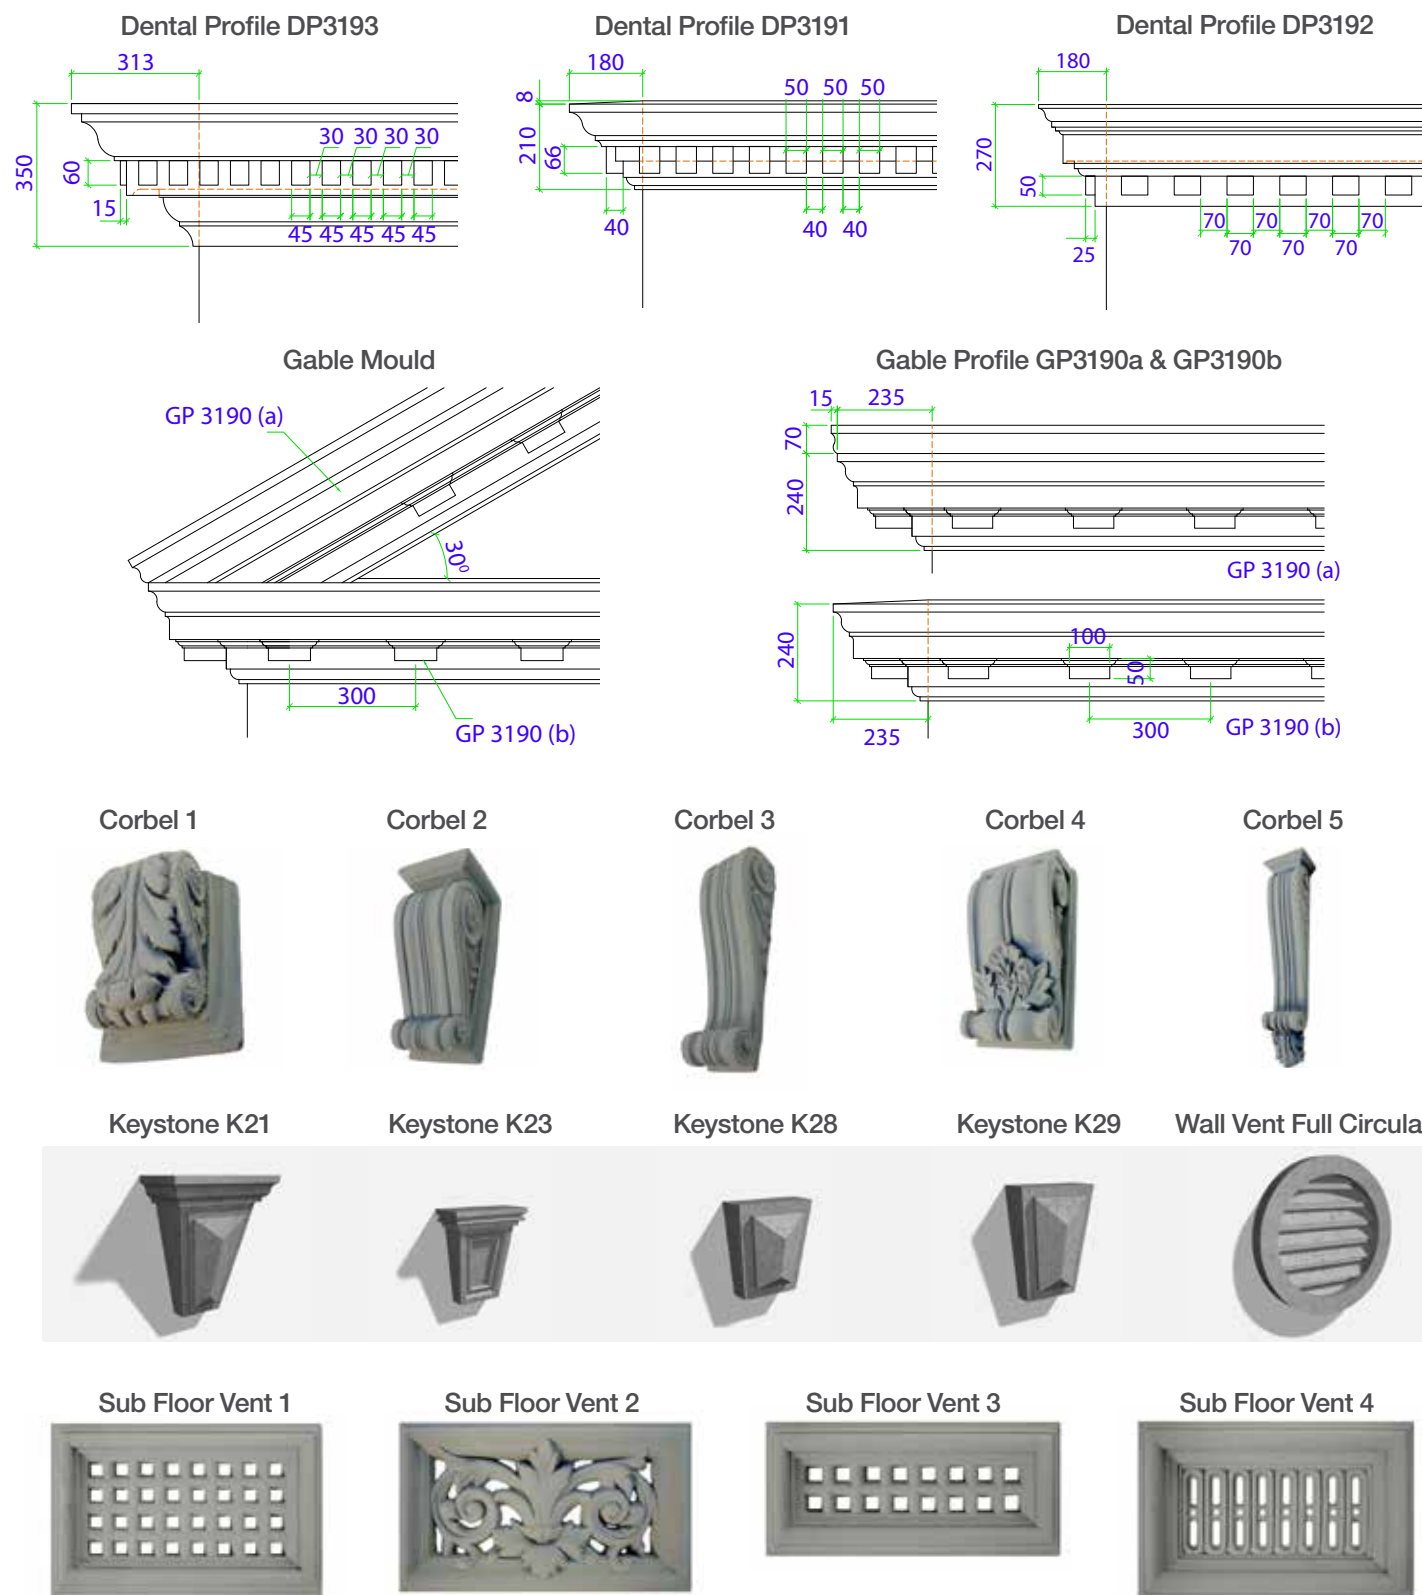 Dental Profile DP3193
Dental Profile DP3191
Dental Profile DP3192
313
350
60
15
30 30 30 30
45 45 45 45 45
180
8
210
66
50 50 50
40
40 40
180
270
50
25
70 70 70 70
70 70 70
Gable Mould
Gable Profile GP3190a & GP3190b
GP 3190 (a)
30⁰
300
GP 3190 (b)
15 235
70
240
GP 3190 (a)
240
100
50
235
300
GP 3190 (b)
Corbel 1
Corbel 2
Corbel 3
Corbel 4
Corbel 5
Keystone K21
Keystone K23
Keystone K28
Keystone K29
Wall Vent Full Circula
Sub Floor Vent 1
Sub Floor Vent 2
Sub Floor Vent 3
Sub Floor Vent 4